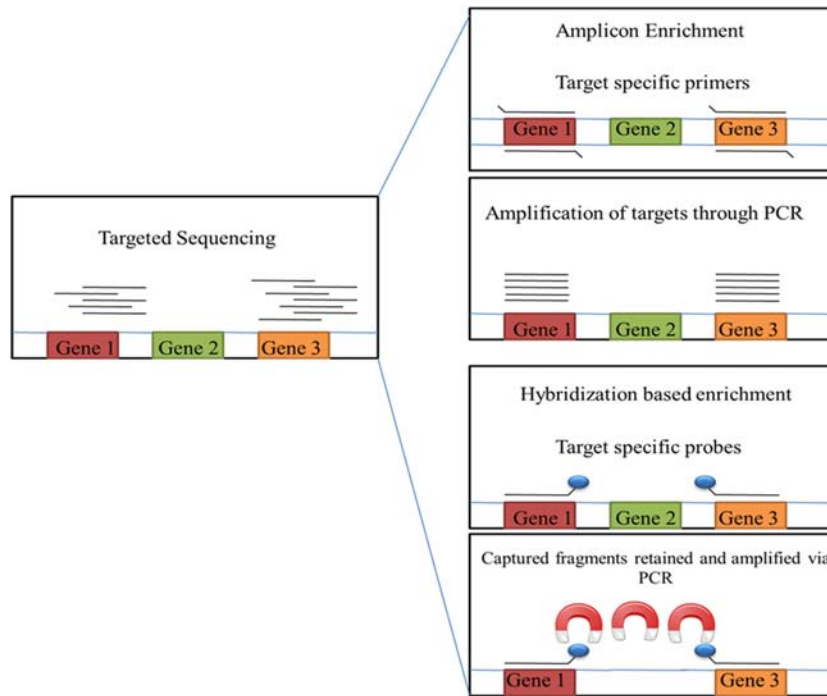 Targeted Sequencing
Gene 1 Gene 2 Gene 3
Amplicon Enrichment
Target specific primers
Gene 1 Gene 2 Gene 3
Amplification of targets through PCR
Gene 1 Gene 2 Gene 3
Hybridization based enrichment
Target specific probes
Gene 1 Gene 2 Gene 3
Captured fragments retained and amplified via
PCR
Gene 1 Gene 3